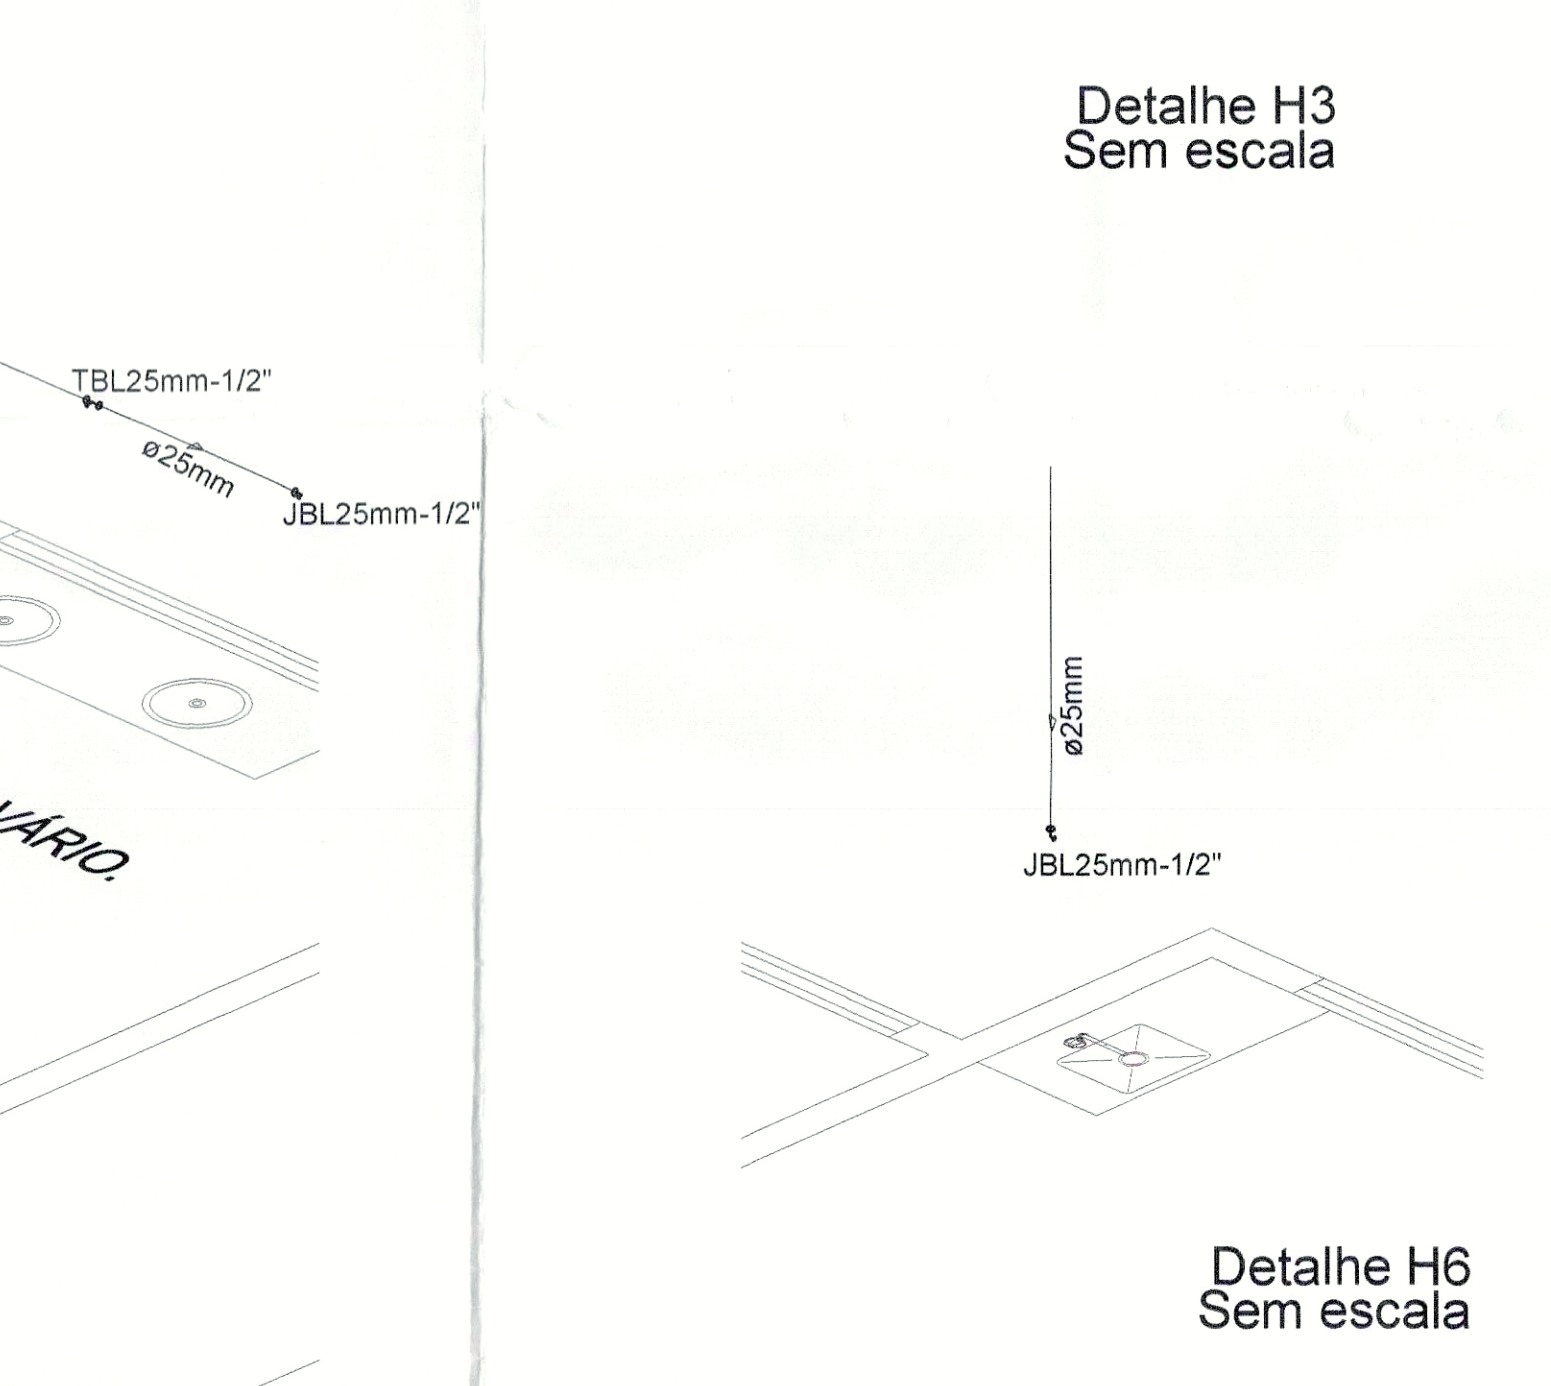 Detalhe H3
Sem escala
TBL25mm-1/2"
ø25mm
JBL25mm-1/2"
ø25mm
JBL25mm-1/2"
VÁRIO.
Detalhe H6
Sem escala